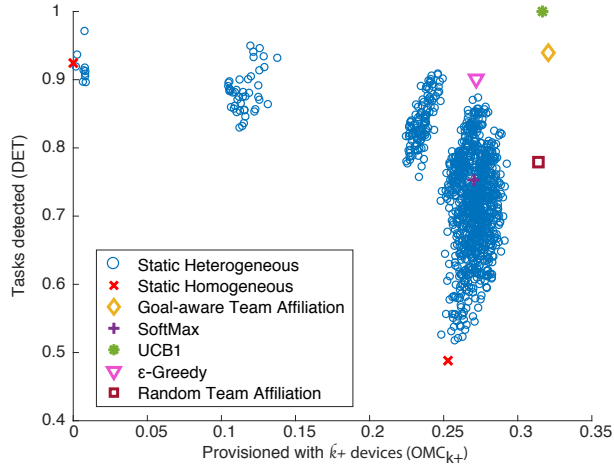 Tasks detected (DET)
1
0.9
0.8
0.7
0.6
0.5
0.4
Static Heterogeneous
Static Homogeneous
Goal-aware Team Affiliation
SoftMax
UCB1
ε-Greedy
Random Team Affiliation
0 0.05 0.1 0.15 0.2 0.25 0.3 0.35
Provisioned with k+ devices (OMCk+)